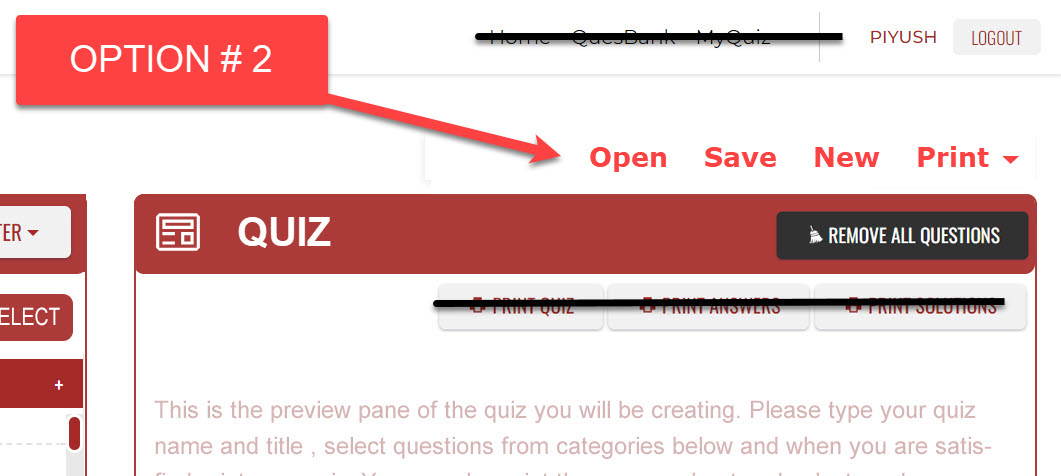 OPTION # 2
Home QuesBank MyQuiz
PIYUSH LOGOUT
Open Save New Print
TER
QUIZ
REMOVE ALL QUESTIONS
ELECT
PRINT QUIZ PRINT ANSWERS PRINT SOLUTIONS
+
This is the preview pane of the quiz you will be creating. Please type your quiz
name and title , select questions from categories below and when you are satis-